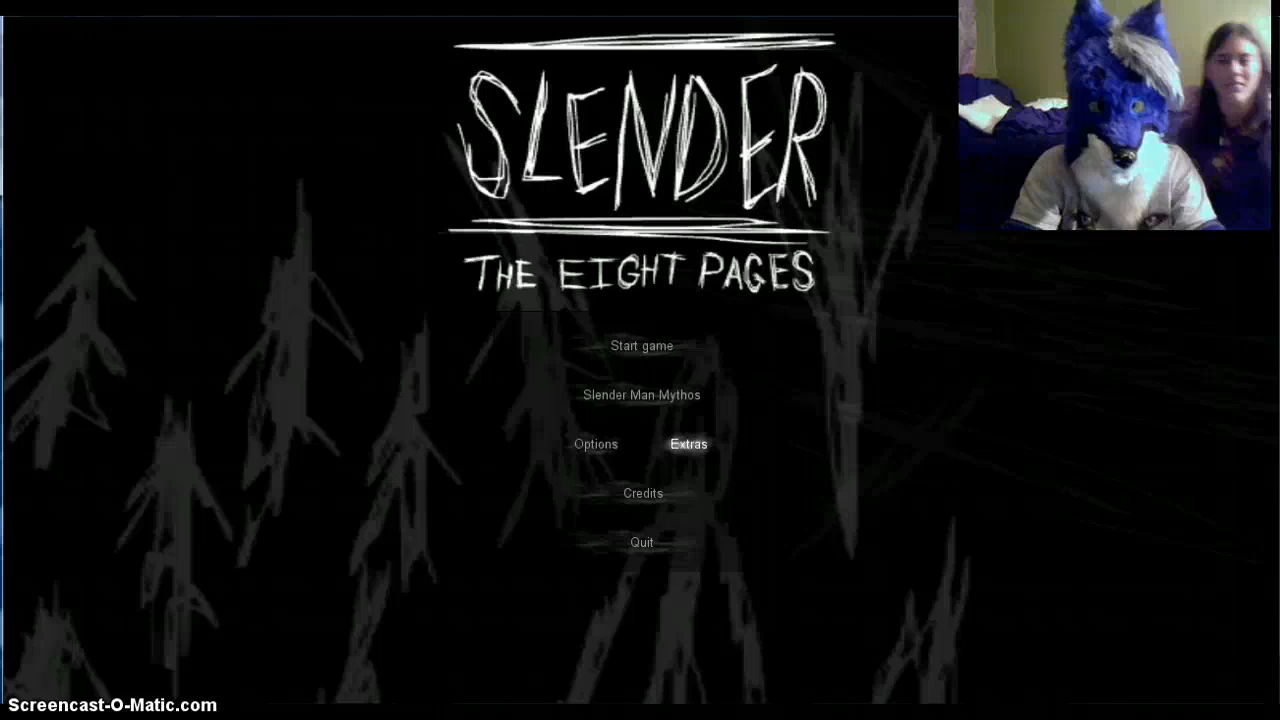 SLENDER
THE EIGHT PAGES
Start game
Slender Man Mythos
Options Extras
Credits
Quit
Screencast-O-Matic.com